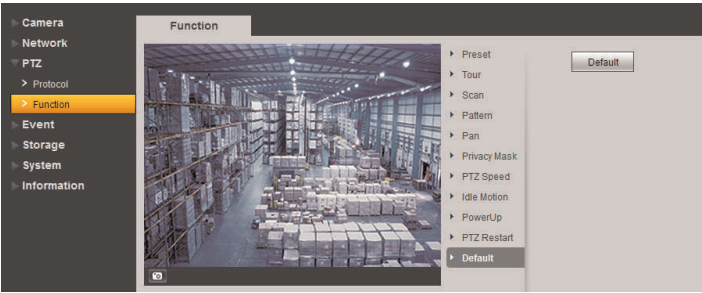 Camera
Network
PTZ
Protocol
Function
Event
Storage
System
Information
Function
Preset
Tour
Scan
Pattern
Pan
Privacy Mask
PTZ Speed
Idle Motion
PowerUp
PTZ Restart
Default
Default